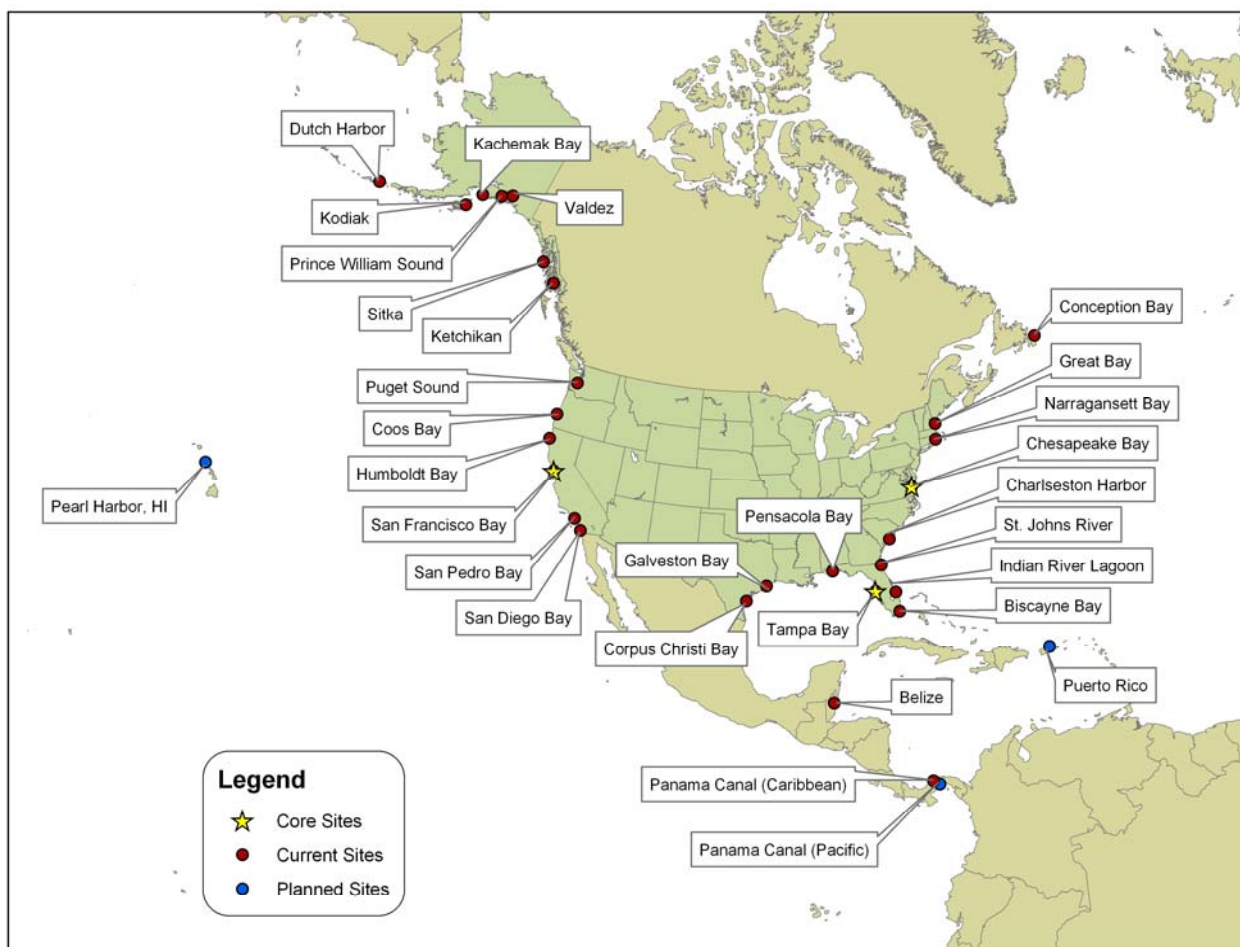 Dutch Harbor
Kachemak Bay
Kodiak
Valdez
Prince William Sound
Sitka
Ketchikan
Conception Bay
Great Bay
Puget Sound
Narragansett Bay
Coos Bay
Chesapeake Bay
Humboldt Bay
Charlseston Harbor
Pearl Harbor, HI
Pensacola Bay
San Francisco Bay
St. Johns River
Galveston Bay
Indian River Lagoon
San Pedro Bay
San Diego Bay
Biscayne Bay
Tampa Bay
Corpus Christi Bay
Puerto Rico
Belize
Panama Canal (Caribbean)
Panama Canal (Pacific)
Legend
Core Sites
Current Sites
Planned Sites